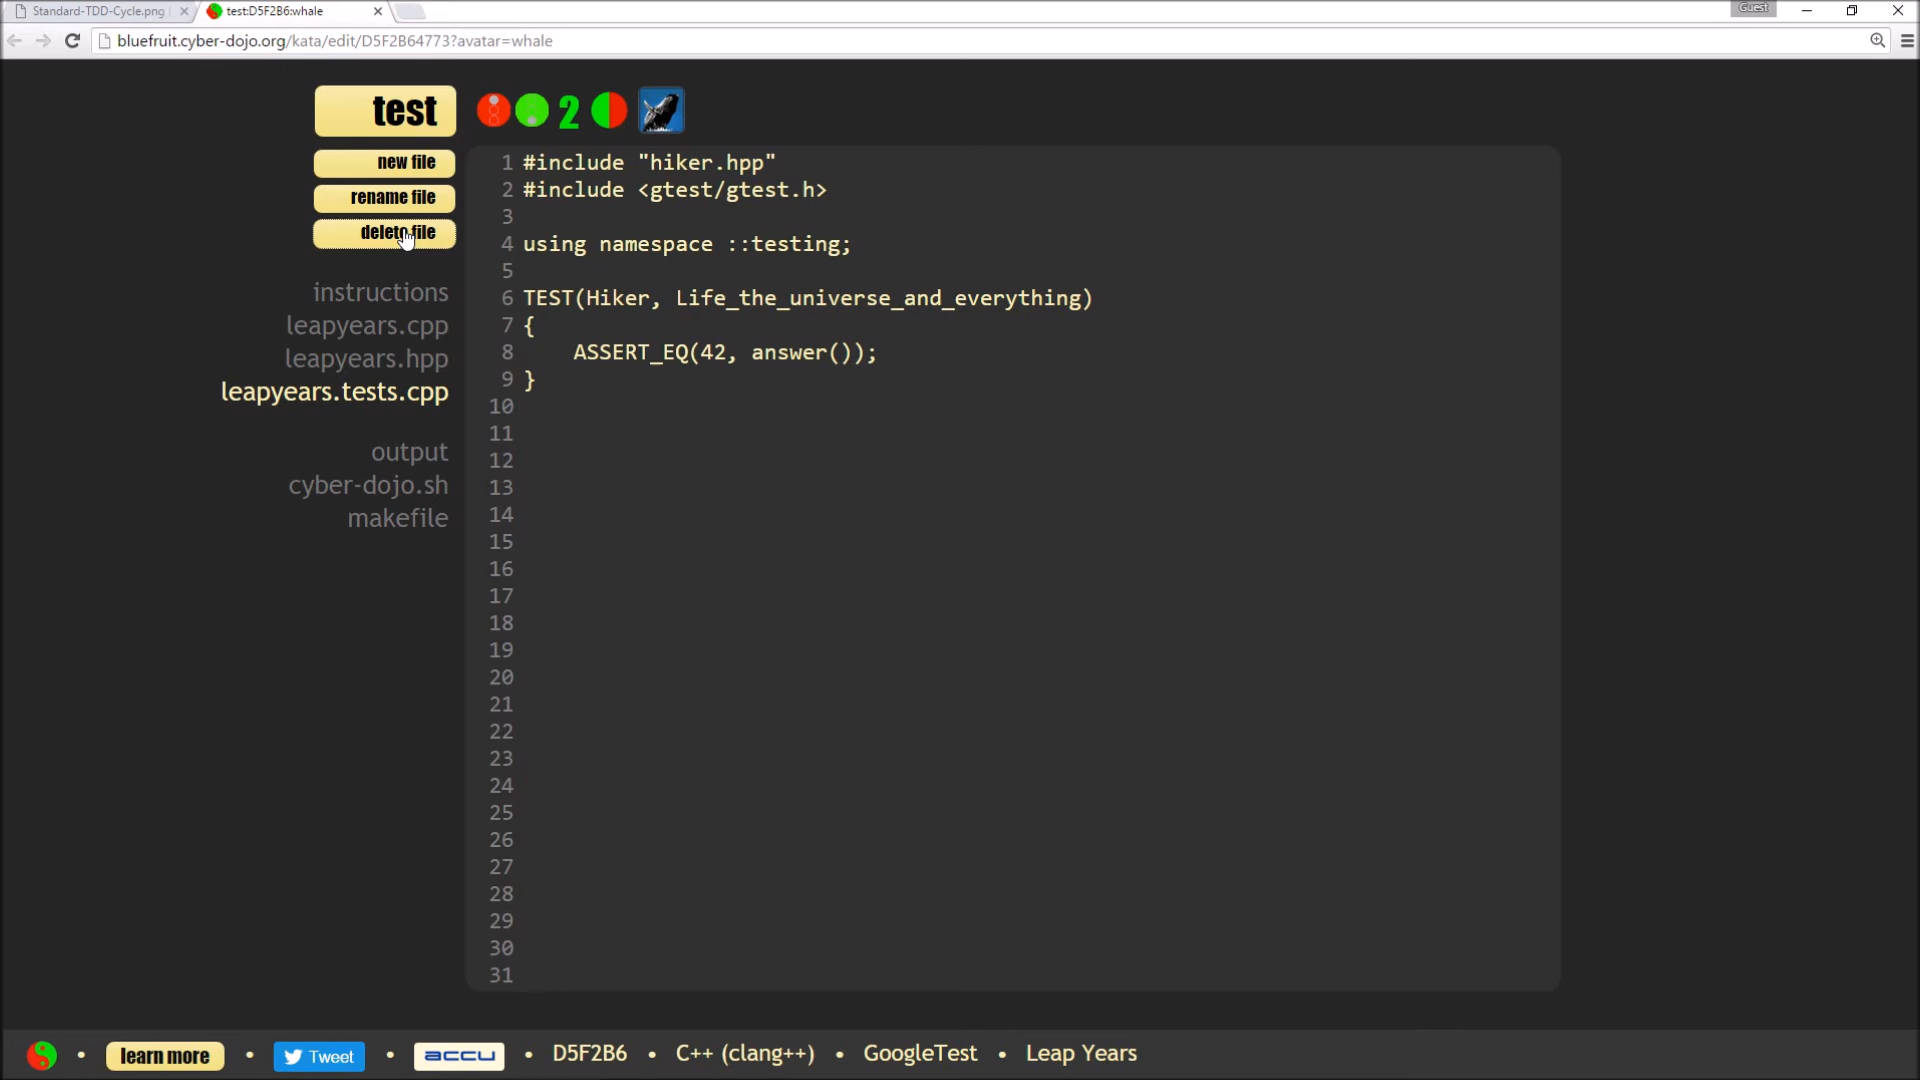 Standard-TDD-Cycle.png
test:D5F2B6:whale
Guest
bluefruit.cyber-dojo.org/kata/edit/D5F2B64773?avatar=whale
test
2
new file
rename file
delete file
instructions
leapyears.cpp
leapyears.hpp
leapyears.tests.cpp
output
cyber-dojo.sh
makefile
1 #include "hiker.hpp"
2 #include <gtest/gtest.h>
3
4 using namespace ::testing;
5
6 TEST(Hiker, Life_the_universe_and_everything)
7 {
8 ASSERT_EQ(42, answer());
9 }
10
11
12
13
14
15
16
17
18
19
20
21
22
23
24
25
26
27
28
29
30
31
• learn more • Tweet • accu • D5F2B6 • C++ (clang++) • GoogleTest • Leap Years